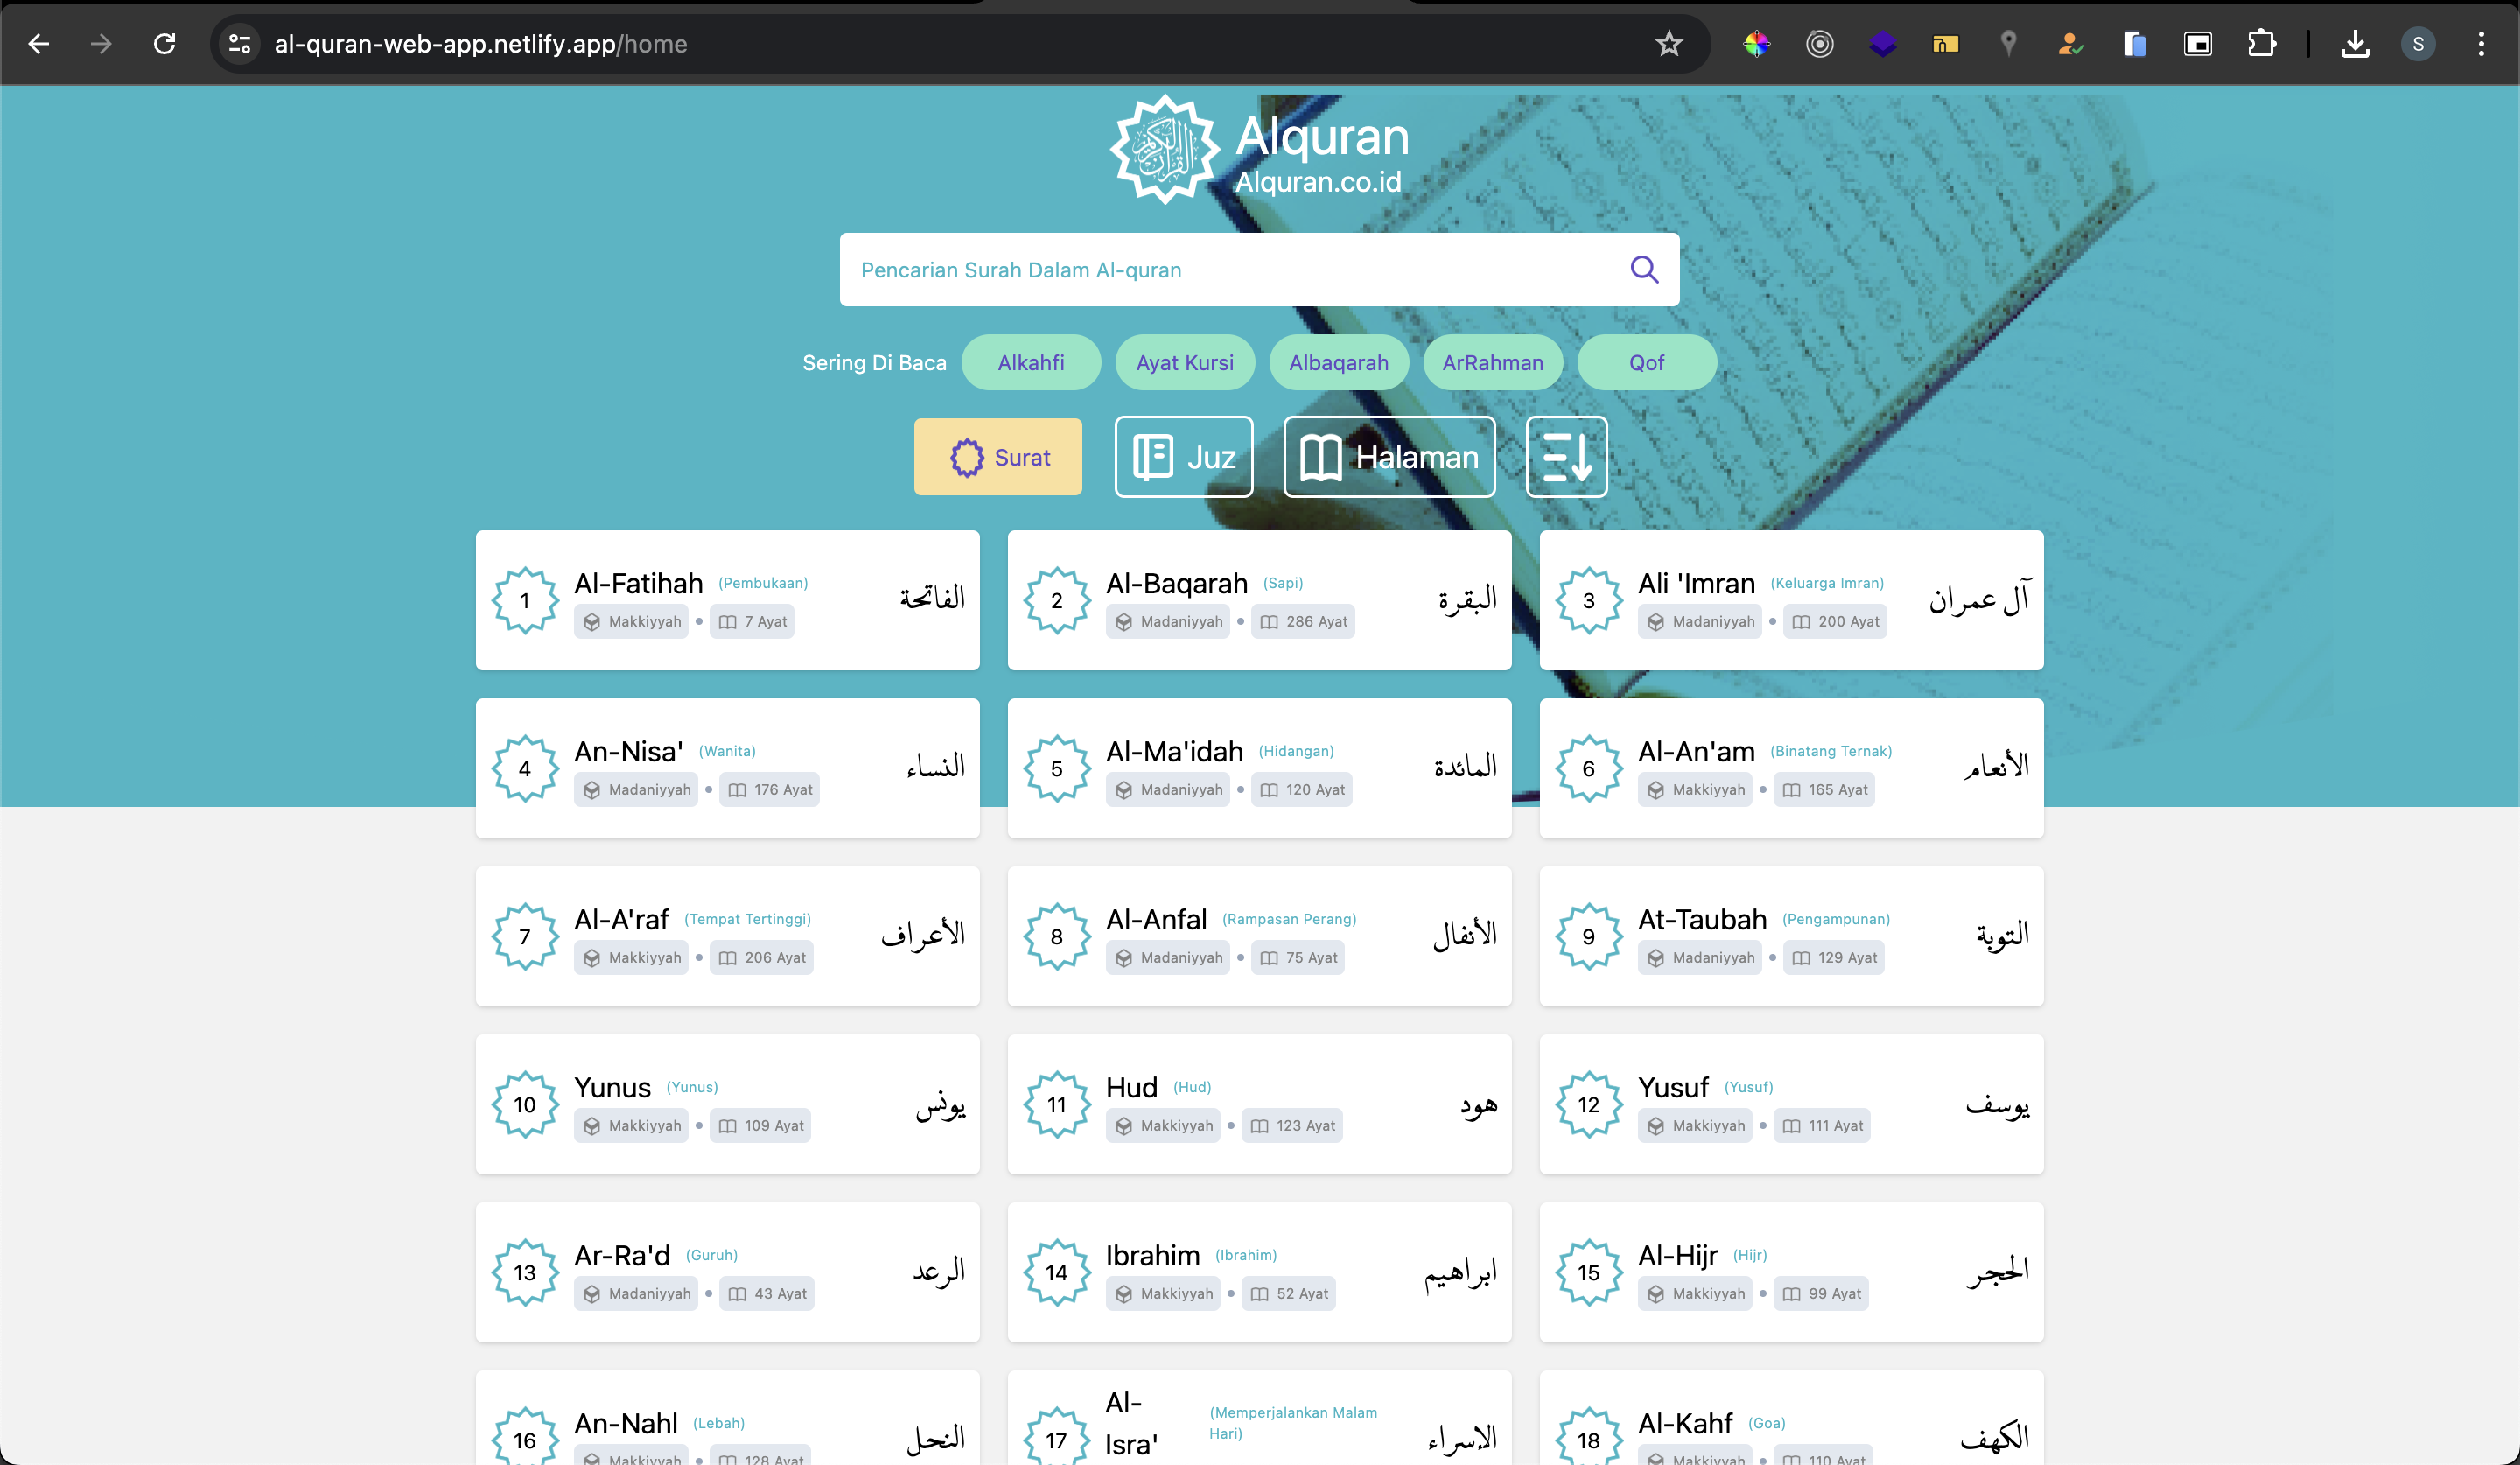 al-quran-web-app.netlify.app/home
S
Alquran
Alquran.co.id
Pencarian Surah Dalam Al-quran
Sering Di Baca Alkahfi Ayat Kursi Albaqarah ArRahman Qof
Surat Juz Halaman
1 Al-Fatihah (Pembukaan) الفاتحة
Makkiyyah • 7 Ayat
2 Al-Baqarah (Sapi) البقرة
Madaniyyah • 286 Ayat
3 Ali 'Imran (Keluarga Imran) آل عمران
Madaniyyah • 200 Ayat
4 An-Nisa' (Wanita) النساء
Madaniyyah • 176 Ayat
5 Al-Ma'idah (Hidangan) المائدة
Madaniyyah • 120 Ayat
6 Al-An'am (Binatang Ternak) الأنعام
Makkiyyah • 165 Ayat
7 Al-A'raf (Tempat Tertinggi) الأعراف
Makkiyyah • 206 Ayat
8 Al-Anfal (Rampasan Perang) الأنفال
Madaniyyah • 75 Ayat
9 At-Taubah (Pengampunan) التوبة
Madaniyyah • 129 Ayat
10 Yunus (Yunus) يونس
Makkiyyah • 109 Ayat
11 Hud (Hud) هود
Makkiyyah • 123 Ayat
12 Yusuf (Yusuf) يوسف
Makkiyyah • 111 Ayat
13 Ar-Ra'd (Guruh) الرعد
Madaniyyah • 43 Ayat
14 Ibrahim (Ibrahim) ابراهيم
Makkiyyah • 52 Ayat
15 Al-Hijr (Hijr) الحجر
Makkiyyah • 99 Ayat
16 An-Nahl (Lebah) النحل
Makkiyyah • 128 Ayat
17 Al-
Isra' (Memperjalankan Malam
Hari) الإسراء
18 Al-Kahf (Goa) الكهف
Makkiyyah • 110 Ayat